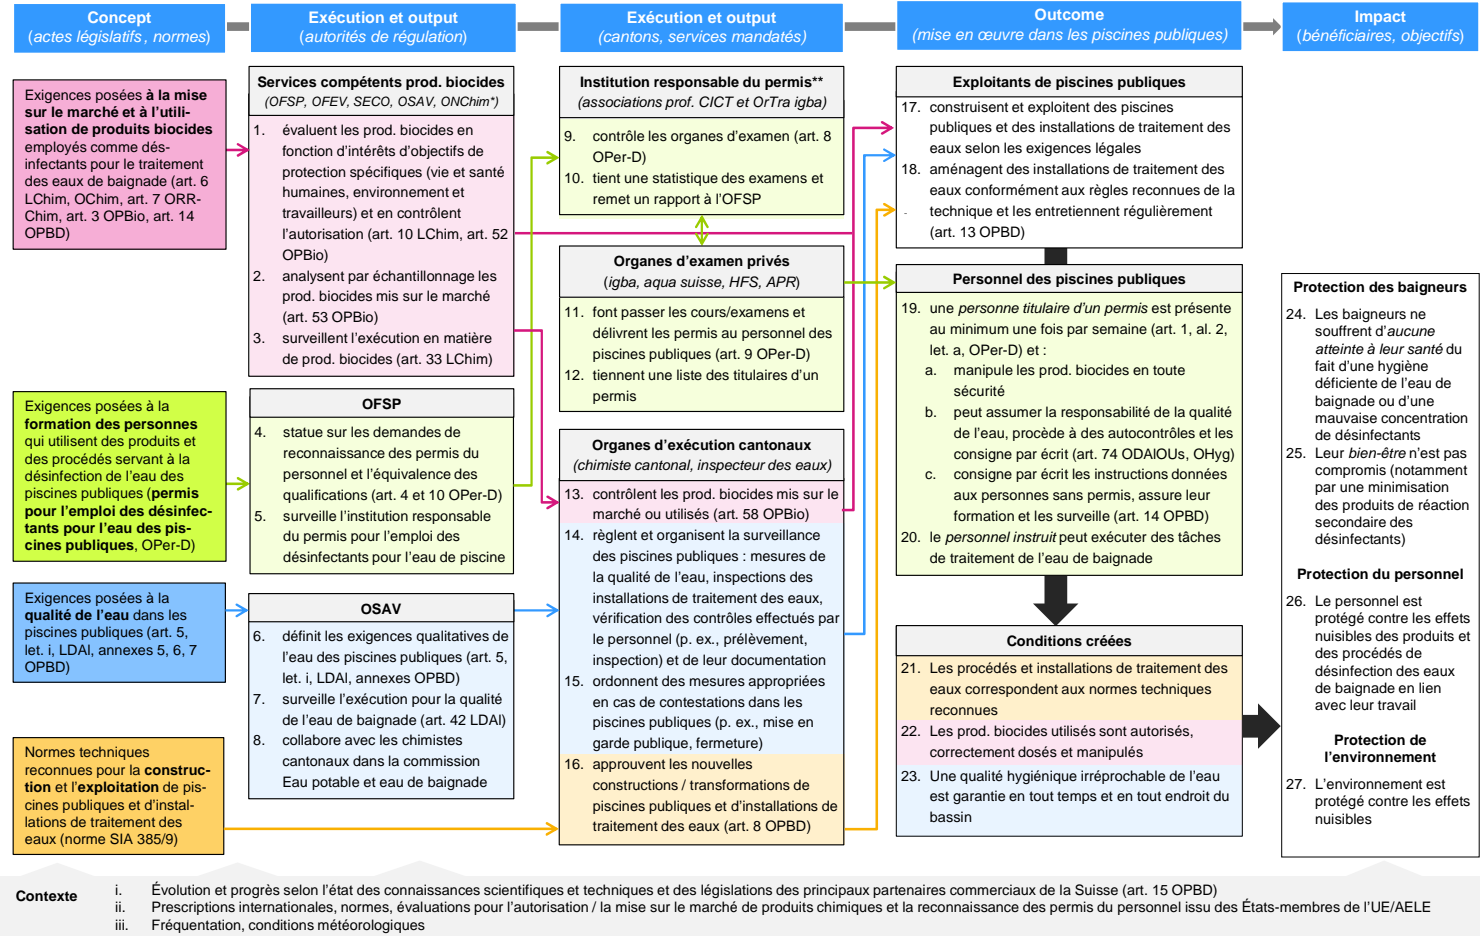 Concept
(actes législatifs, normes)
Exécution et output
(autorités de régulation)
Exécution et output
(cantons, services mandatés)
Outcome
(mise en œuvre dans les piscines publiques)
Impact
(bénéficiaires, objectifs)
Exigences posées à la mise
sur le marché et à l'utili-
sation de produits biocides
employés comme dés-
infectants pour le traitement
des eaux de baignade (art. 6
LChim, OChim, art. 7 ORR-
Chim, art. 3 OPBio, art. 14
OPBD)
Exigences posées à la
formation des personnes
qui utilisent des produits et
des procédés servant à la
désinfection de l'eau des
piscines publiques (permis
pour l'emploi des désinfec-
tants pour l'eau des pis-
cines publiques, OPer-D)
Exigences posées à la
qualité de l'eau dans les
piscines publiques (art. 5,
let. i, LDAl, annexes 5, 6, 7
OPBD)
Normes techniques
reconnues pour la construc-
tion et l'exploitation de pis-
cines publiques et d'instal-
lations de traitement des
eaux (norme SIA 385/9)
Services compétents prod. biocides
(OFSP, OFEV, SECO, OSAV, ONChim*)
1. évaluent les prod. biocides en
fonction d'intérêts d'objectifs de
protection spécifiques (vie et santé
humaines, environnement et
travailleurs) et en contrôlent
l'autorisation (art. 10 LChim, art. 52
OPBio)
2. analysent par échantillonnage les
prod. biocides mis sur le marché
(art. 53 OPBio)
3. surveillent l'exécution en matière
de prod. biocides (art. 33 LChim)
OFSP
4. statue sur les demandes de
reconnaissance des permis du
personnel et l'équivalence des
qualifications (art. 4 et 10 OPer-D)
5. surveille l'institution responsable
du permis pour l'emploi des
désinfectants pour l'eau de piscine
OSAV
6. définit les exigences qualitatives de
l'eau des piscines publiques (art. 5,
let. i, LDAl, annexes OPBD)
7. surveille l'exécution pour la qualité
de l'eau de baignade (art. 42 LDAl)
8. collabore avec les chimistes
cantonaux dans la commission
Eau potable et eau de baignade
Institution responsable du permis**
(associations prof. CICT et OrTra igba)
9. contrôle les organes d'examen (art. 8
OPer-D)
10. tient une statistique des examens et
remet un rapport à l'OFSP
Organes d'examen privés
(igba, aqua suisse, HFS, APR)
11. font passer les cours/examens et
délivrent les permis au personnel des
piscines publiques (art. 9 OPer-D)
12. tiennent une liste des titulaires d'un
permis
Organes d'exécution cantonaux
(chimiste cantonal, inspecteur des eaux)
13. contrôlent les prod. biocides mis sur le
marché ou utilisés (art. 58 OPBio)
14. règlent et organisent la surveillance
des piscines publiques : mesures de
la qualité de l'eau, inspections des
installations de traitement des eaux,
vérification des contrôles effectués par
le personnel (p. ex., prélèvement,
inspection) et de leur documentation
15. ordonnent des mesures appropriées
en cas de contestations dans les
piscines publiques (p. ex., mise en
garde publique, fermeture)
16. approuvent les nouvelles
constructions / transformations de
piscines publiques et d'installations de
traitement des eaux (art. 8 OPBD)
Exploitants de piscines publiques
17. construisent et exploitent des piscines
publiques et des installations de traitement des
eaux selon les exigences légales
18. aménagent des installations de traitement des
eaux conformément aux règles reconnues de la
technique et les entretiennent régulièrement
(art. 13 OPBD)
Personnel des piscines publiques
19. une personne titulaire d'un permis est présente
au minimum une fois par semaine (art. 1, al. 2,
let. a, OPer-D) et :
a. manipule les prod. biocides en toute
sécurité
b. peut assumer la responsabilité de la qualité
de l'eau, procède à des autocontrôles et les
consigne par écrit (art. 74 ODAlOUs, OHyg)
c. consigne par écrit les instructions données
aux personnes sans permis, assure leur
formation et les surveille (art. 14 OPBD)
20. le personnel instruit peut exécuter des tâches
de traitement de l'eau de baignade
Conditions créées
21. Les procédés et installations de traitement des
eaux correspondent aux normes techniques
reconnues
22. Les prod. biocides utilisés sont autorisés,
correctement dosés et manipulés
23. Une qualité hygiénique irréprochable de l'eau
est garantie en tout temps et en tout endroit du
bassin
Protection des baigneurs
24. Les baigneurs ne
souffrent d'aucune
atteinte à leur santé du
fait d'une hygiène
déficiente de l'eau de
baignade ou d'une
mauvaise concentration
de désinfectants
25. Leur bien-être n'est pas
compromis (notamment
par une minimisation
des produits de réaction
secondaire des
désinfectants)
Protection du personnel
26. Le personnel est
protégé contre les effets
nuisibles des produits et
des procédés de
désinfection des eaux
de baignade en lien
avec leur travail
Protection de
l'environnement
27. L'environnement est
protégé contre les effets
nuisibles
Contexte
i. Évolution et progrès selon l'état des connaissances scientifiques et techniques et des législations des principaux partenaires commerciaux de la Suisse (art. 15 OPBD)
ii. Prescriptions internationales, normes, évaluations pour l'autorisation / la mise sur le marché de produits chimiques et la reconnaissance des permis du personnel issu des États-membres de l'UE/AELE
iii. Fréquentation, conditions météorologiques